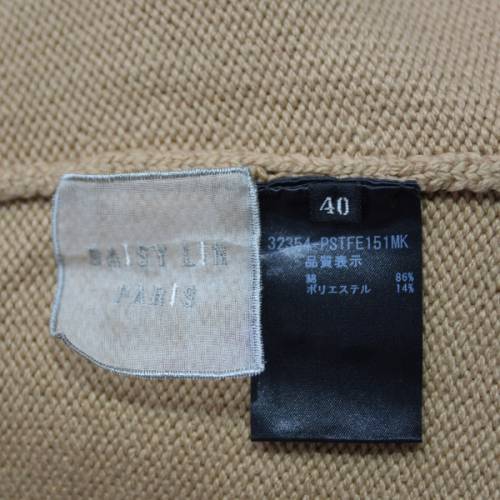 DAISY LIN
PARIS
40
32354-PSTFE151MK
品質表示
綿 86%
ポリエステル 14%